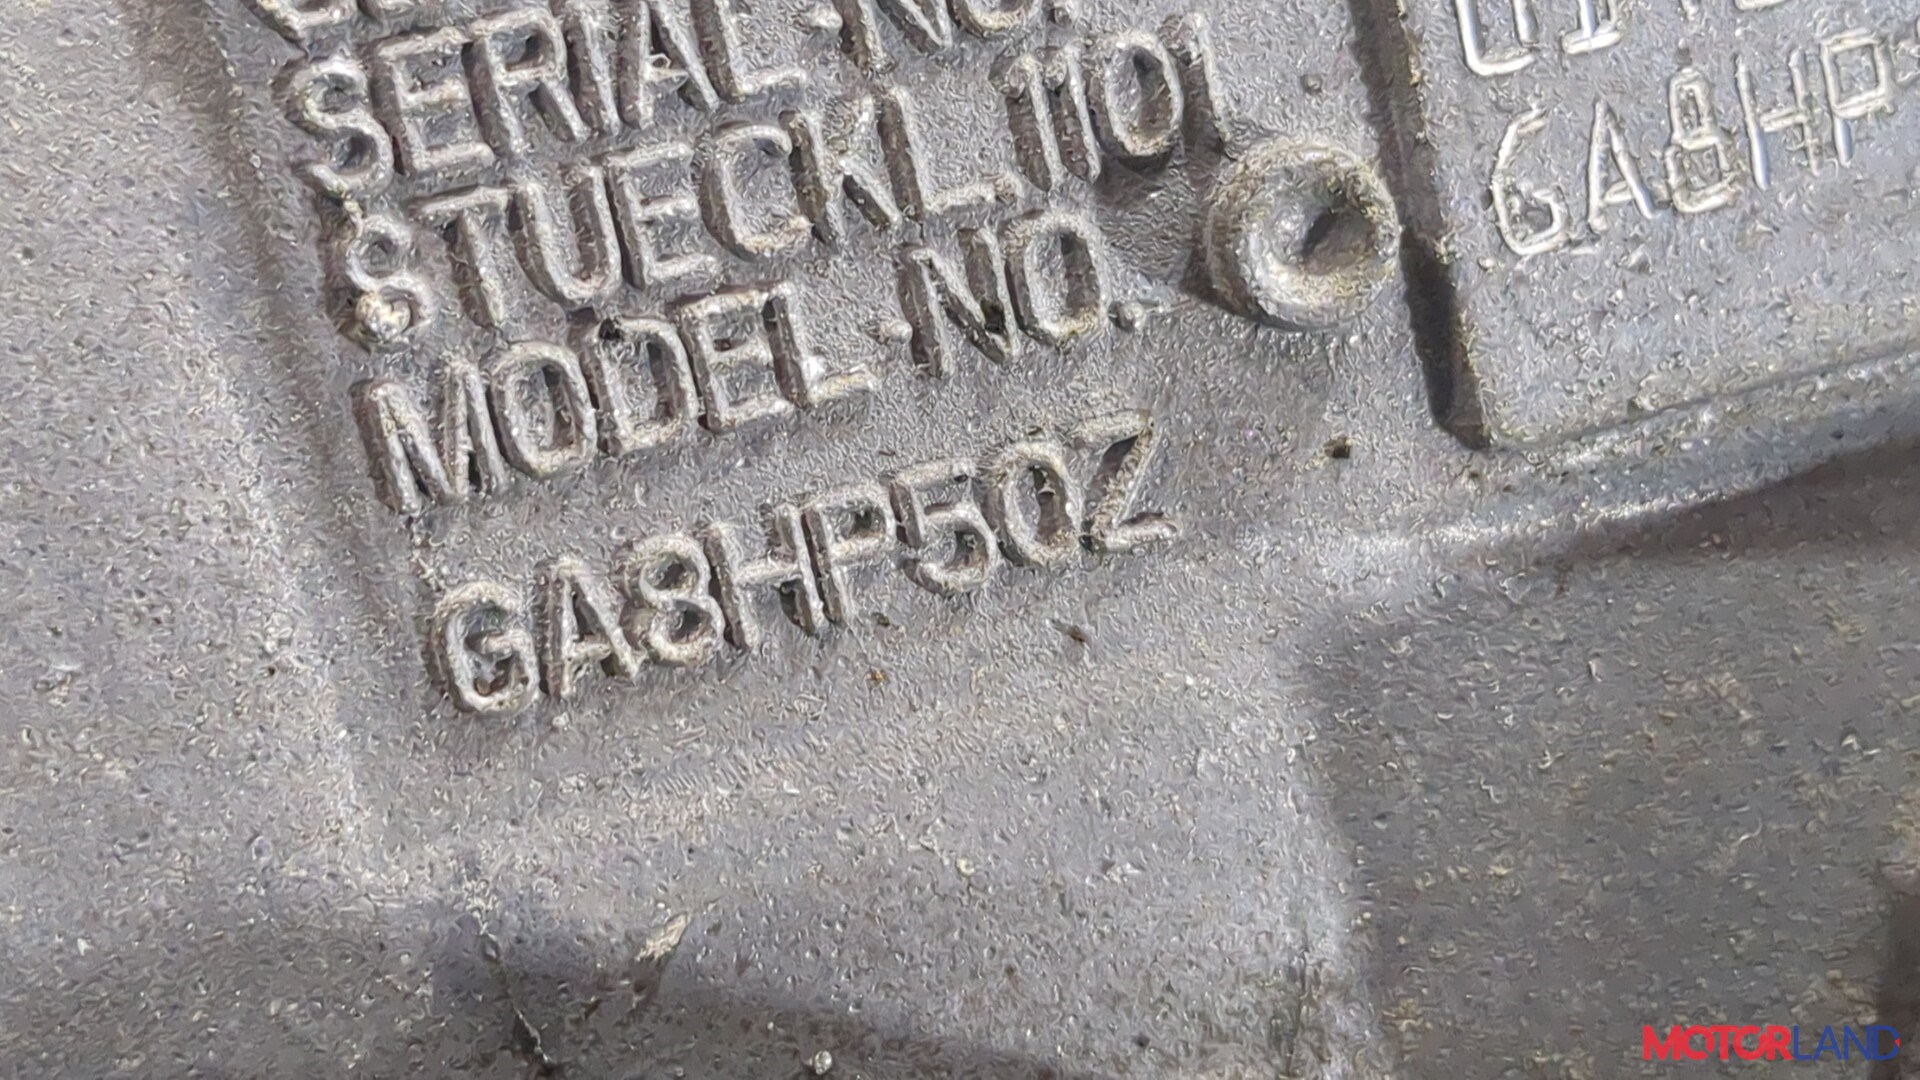 SERIAL-NO.
STUECKL.1101
MODEL-NO.
GA8HP50Z
GA8HP
MOTORLAND